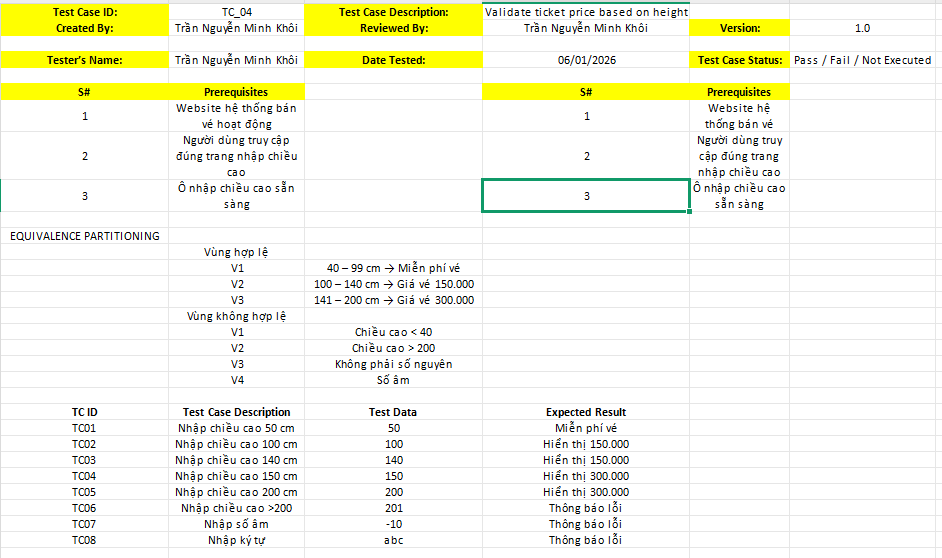 Test Case ID: TC_04 Test Case Description: Validate ticket price based on height
Created By: Trần Nguyễn Minh Khôi Reviewed By: Trần Nguyễn Minh Khôi Version: 1.0
Tester's Name: Trần Nguyễn Minh Khôi Date Tested: 06/01/2026 Test Case Status: Pass / Fail / Not Executed
S# Prerequisites S# Prerequisites
1 Website hệ thống bán vé hoạt động 1 Website hệ thống bán vé
2 Người dùng truy cập đúng trang nhập chiều cao 2 Người dùng truy cập đúng trang nhập chiều cao
3 Ô nhập chiều cao sẵn sàng 3 Ô nhập chiều cao sẵn sàng
EQUIVALENCE PARTITIONING
Vùng hợp lệ
V1 40 – 99 cm → Miễn phí vé
V2 100 – 140 cm → Giá vé 150.000
V3 141 – 200 cm → Giá vé 300.000
Vùng không hợp lệ
V1 Chiều cao < 40
V2 Chiều cao > 200
V3 Không phải số nguyên
V4 Số âm
TC ID Test Case Description Test Data Expected Result
TC01 Nhập chiều cao 50 cm 50 Miễn phí vé
TC02 Nhập chiều cao 100 cm 100 Hiển thị 150.000
TC03 Nhập chiều cao 140 cm 140 Hiển thị 150.000
TC04 Nhập chiều cao 150 cm 150 Hiển thị 300.000
TC05 Nhập chiều cao 200 cm 200 Hiển thị 300.000
TC06 Nhập chiều cao >200 201 Thông báo lỗi
TC07 Nhập số âm -10 Thông báo lỗi
TC08 Nhập ký tự abc Thông báo lỗi